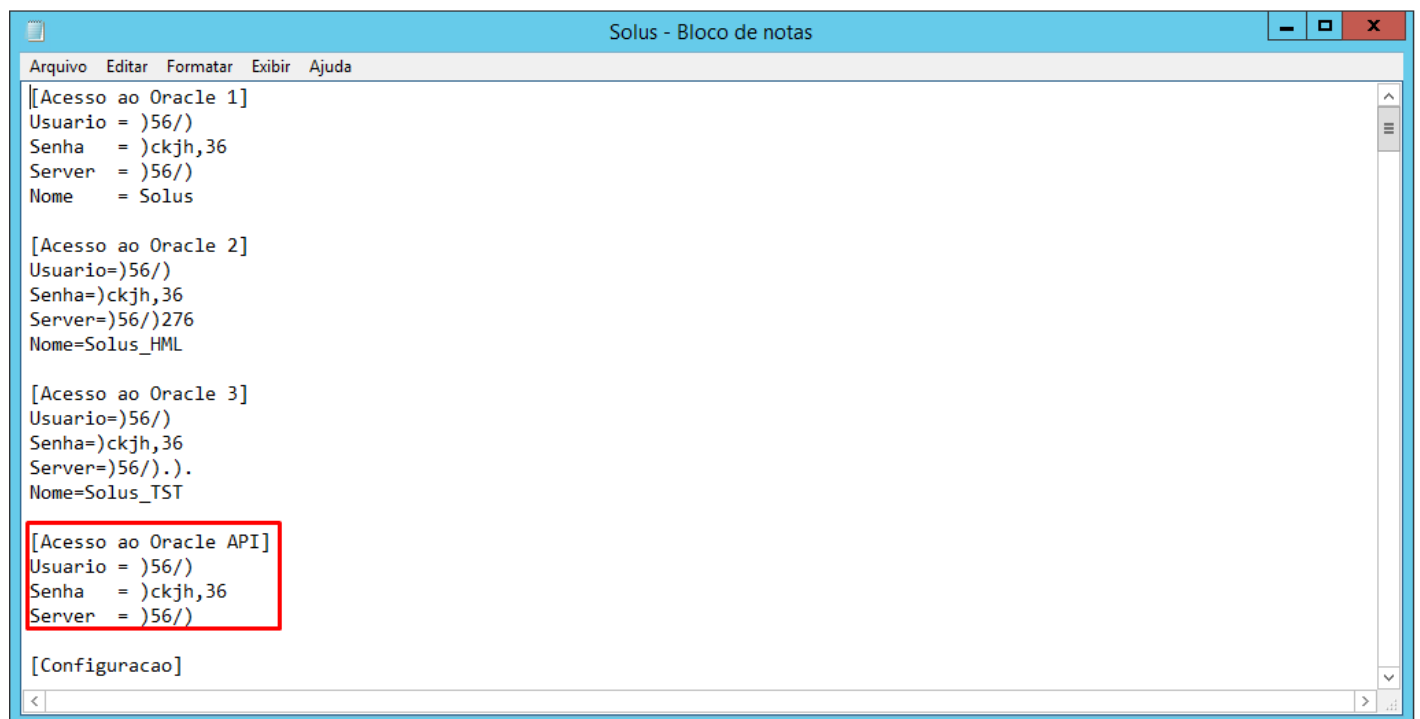 Solus - Bloco de notas
Arquivo Editar Formatar Exibir Ajuda
[Acesso ao Oracle 1]
Usuario = )56/)
Senha   = )ckjh,36
Server  = )56/)
Nome    = Solus
[Acesso ao Oracle 2]
Usuario=)56/)
Senha=)ckjh,36
Server=)56/)276
Nome=Solus_HML
[Acesso ao Oracle 3]
Usuario=)56/)
Senha=)ckjh,36
Server=)56/).).
Nome=Solus_TST
[Acesso ao Oracle API]
Usuario = )56/)
Senha   = )ckjh,36
Server  = )56/)
[Configuracao]